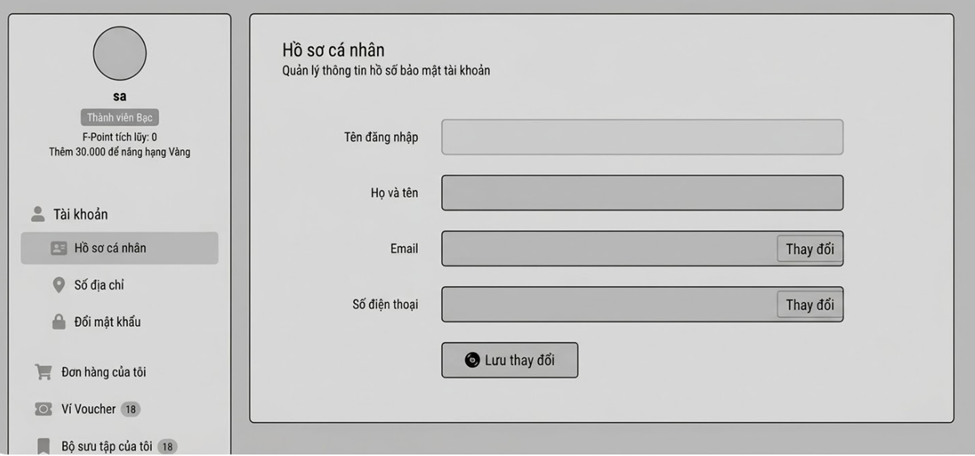 sa
Thành viên Bạc
F-Point tích lũy: 0
Thêm 30.000 để nâng hạng Vàng
Tài khoản
Hồ sơ cá nhân
Số địa chỉ
Đổi mật khẩu
Đơn hàng của tôi
Ví Voucher 18
Bộ sưu tập của tôi 18
Hồ sơ cá nhân
Quản lý thông tin hồ số bảo mật tài khoản
Tên đăng nhập
Họ và tên
Email Thay đổi
Số điện thoại Thay đổi
Lưu thay đổi